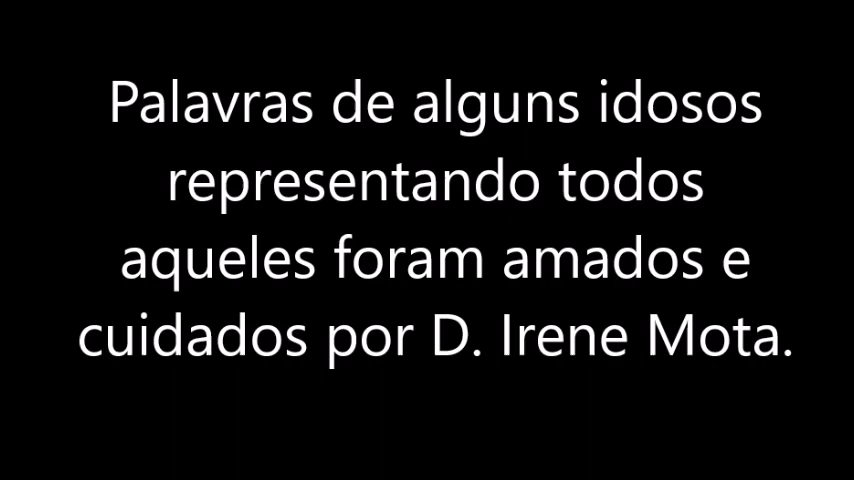 Palavras de alguns idosos
representando todos
aqueles foram amados e
cuidados por D. Irene Mota.